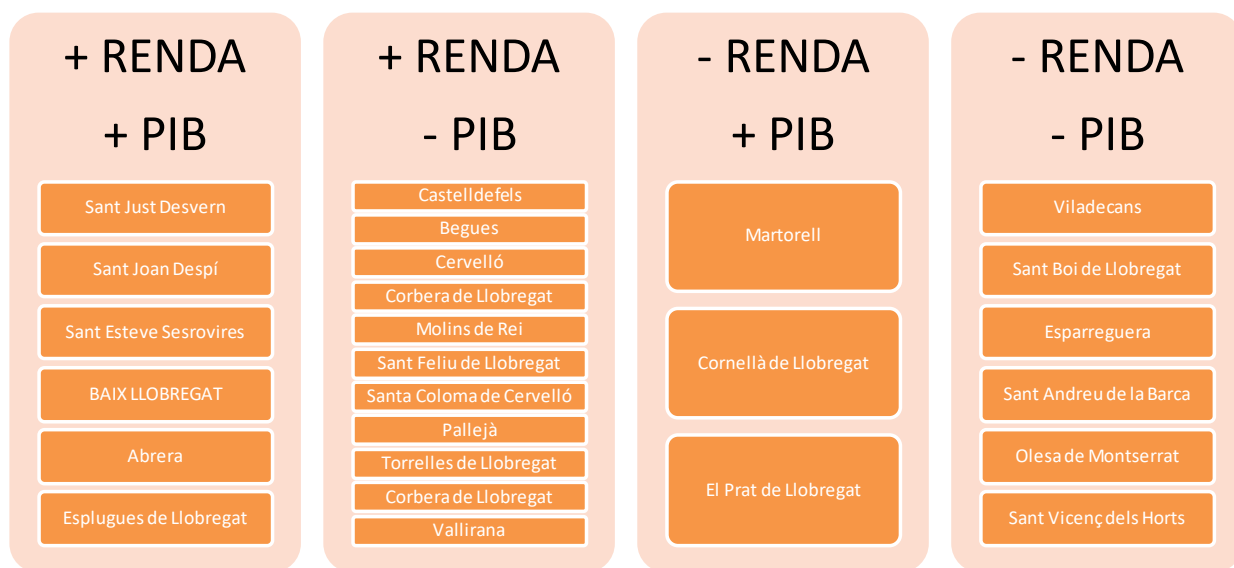 + RENDA
+ PIB
Sant Just Desvern
Sant Joan Despí
Sant Esteve Sesrovires
BAIX LLOBREGAT
Abrera
Esplugues de Llobregat
+ RENDA
- PIB
Castelldefels
Begues
Cervelló
Corbera de Llobregat
Molins de Rei
Sant Feliu de Llobregat
Santa Coloma de Cervelló
Pallejà
Torrelles de Llobregat
Corbera de Llobregat
Vallirana
- RENDA
+ PIB
Martorell
Cornellà de Llobregat
El Prat de Llobregat
- RENDA
- PIB
Viladecans
Sant Boi de Llobregat
Esparreguera
Sant Andreu de la Barca
Olesa de Montserrat
Sant Vicenç dels Horts